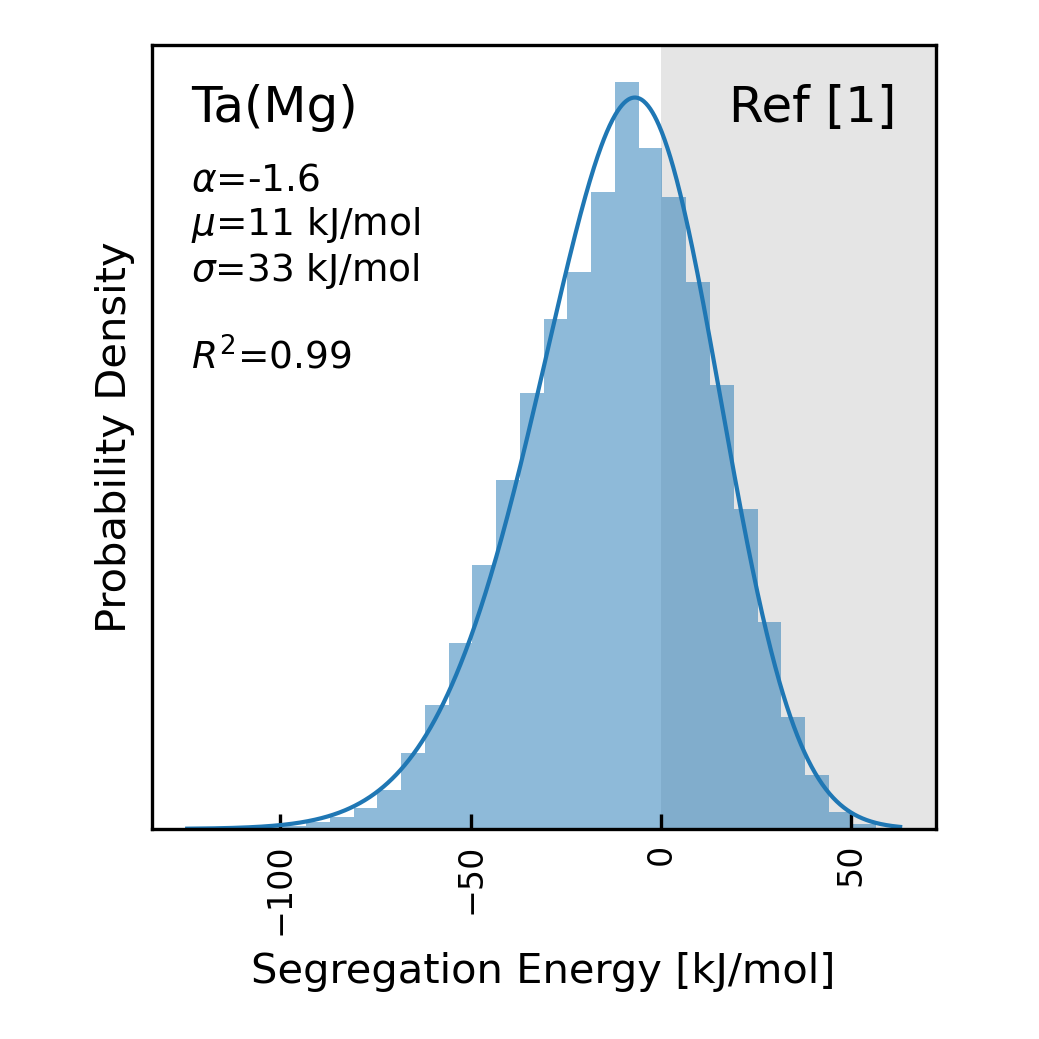 Ta(Mg)
Ref [1]
α=-1.6
μ=11 kJ/mol
σ=33 kJ/mol
R²=0.99
Probability Density
−100
−50
0
50
Segregation Energy [kJ/mol]